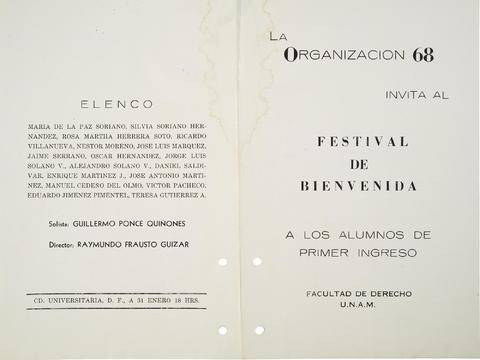 ELENCO
MARIA DE LA PAZ SORIANO, SILVIA SORIANO HER-
NANDEZ, ROSA MARTHA HERRERA SOTO, RICARDO
VILLANUEVA, NESTOR MORENO, JOSE LUIS MARQUEZ,
JAIME SERRANO, OSCAR HERNANDEZ, JORGE LUIS
SOLANO V., ALEJANDRO SOLANO V., DANIEL SALDI-
VAR, ENRIQUE MARTINEZ J., JOSE ANTONIO MARTI-
NEZ, MANUEL CEDEÑO DEL OLMO, VICTOR PACHECO,
EDUARDO JIMENEZ PIMENTEL, TERESA GUTIERREZ A.
Solista: GUILLERMO PONCE QUIÑONES
Director: RAYMUNDO FRAUSTO GUIZAR
CD. UNIVERSITARIA, D. F., A 31 ENERO 18 HRS.
LA
ORGANIZACION 68
INVITA AL
FESTIVAL
DE
BIENVENIDA
A LOS ALUMNOS DE
PRIMER INGRESO
FACULTAD DE DERECHO
U.N.A.M.